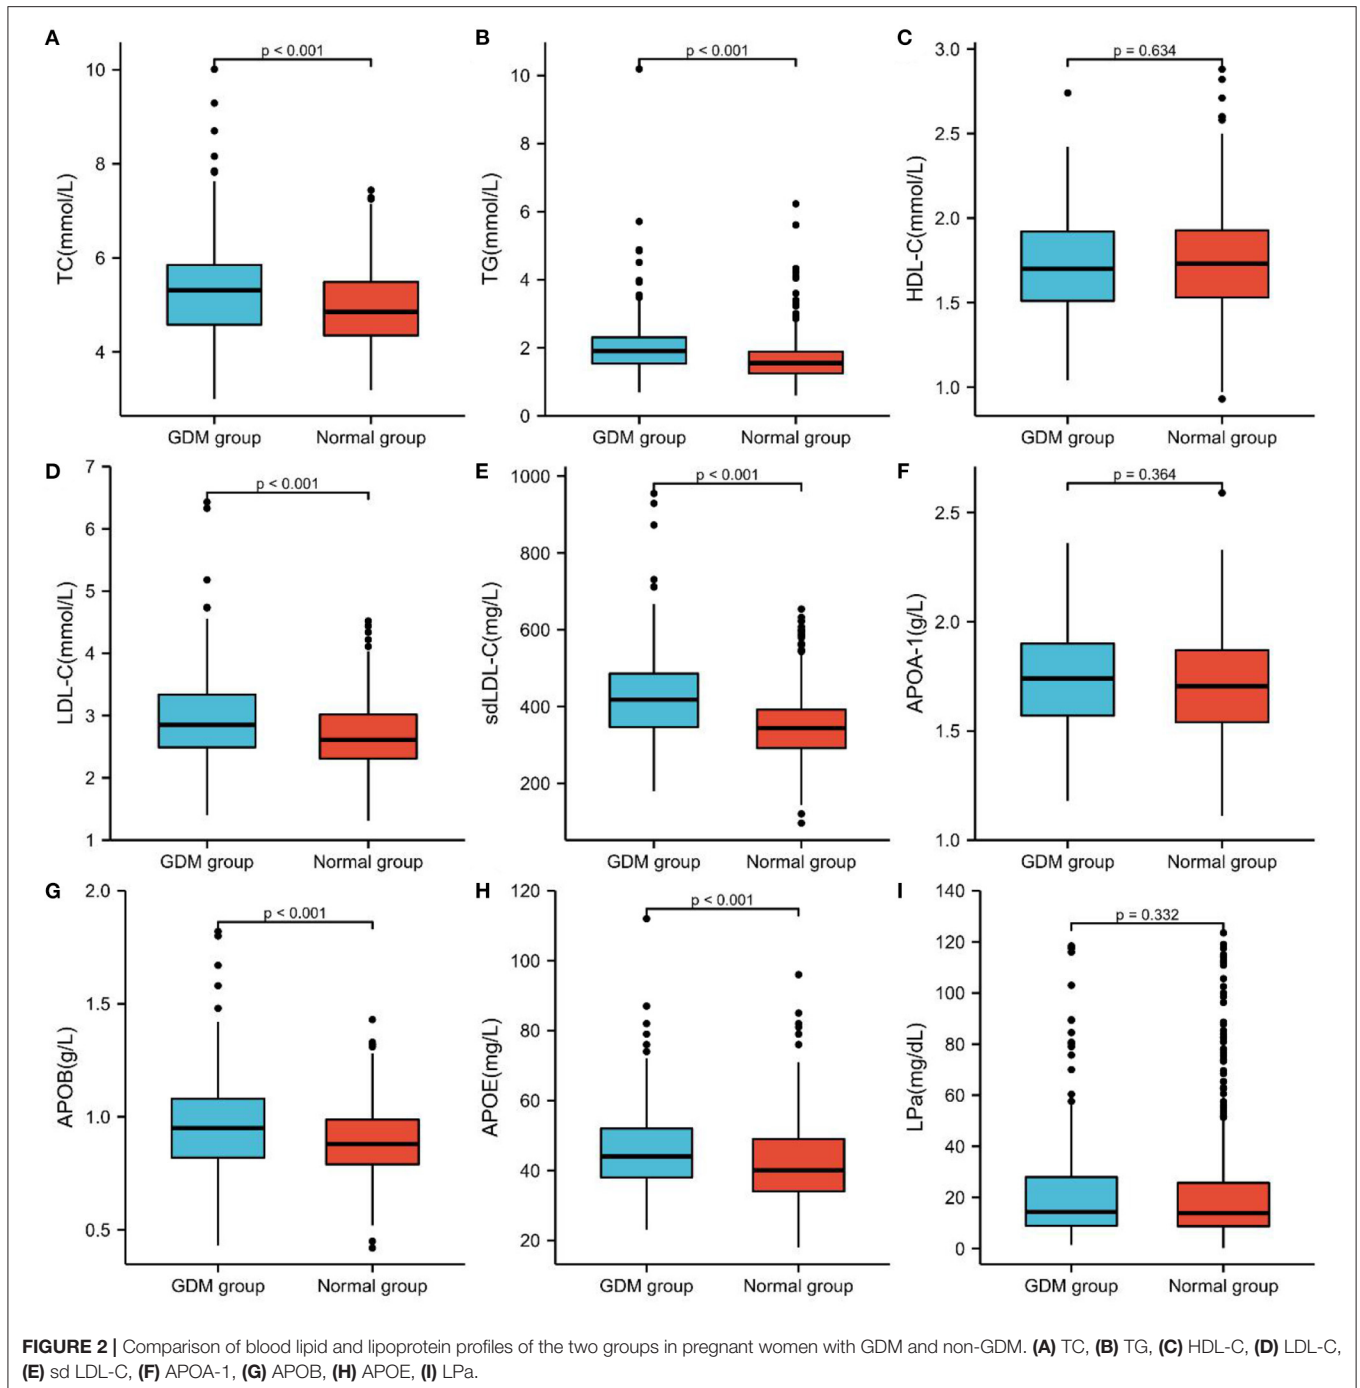 A
p < 0.001
10
8
6
4
TC(mmol/L)
GDM group
Normal group
B
p < 0.001
10
8
6
4
2
0
TG(mmol/L)
GDM group
Normal group
C
p = 0.634
3.0
2.5
2.0
1.5
1.0
HDL-C(mmol/L)
GDM group
Normal group
D
p < 0.001
7
6
5
4
3
2
1
LDL-C(mmol/L)
GDM group
Normal group
E
p < 0.001
1000
800
600
400
200
sdLDL-C(mg/L)
GDM group
Normal group
F
p = 0.364
2.5
2.0
1.5
1.0
APOA-1(g/L)
GDM group
Normal group
G
p < 0.001
2.0
1.5
1.0
0.5
APOB(g/L)
GDM group
Normal group
H
p < 0.001
120
100
80
60
40
20
APOE(mg/L)
GDM group
Normal group
I
p = 0.332
140
120
100
80
60
40
20
0
LPa(mg/dL)
GDM group
Normal group
FIGURE 2 | Comparison of blood lipid and lipoprotein profiles of the two groups in pregnant women with GDM and non-GDM. (A) TC, (B) TG, (C) HDL-C, (D) LDL-C,
(E) sd LDL-C, (F) APOA-1, (G) APOB, (H) APOE, (I) LPa.